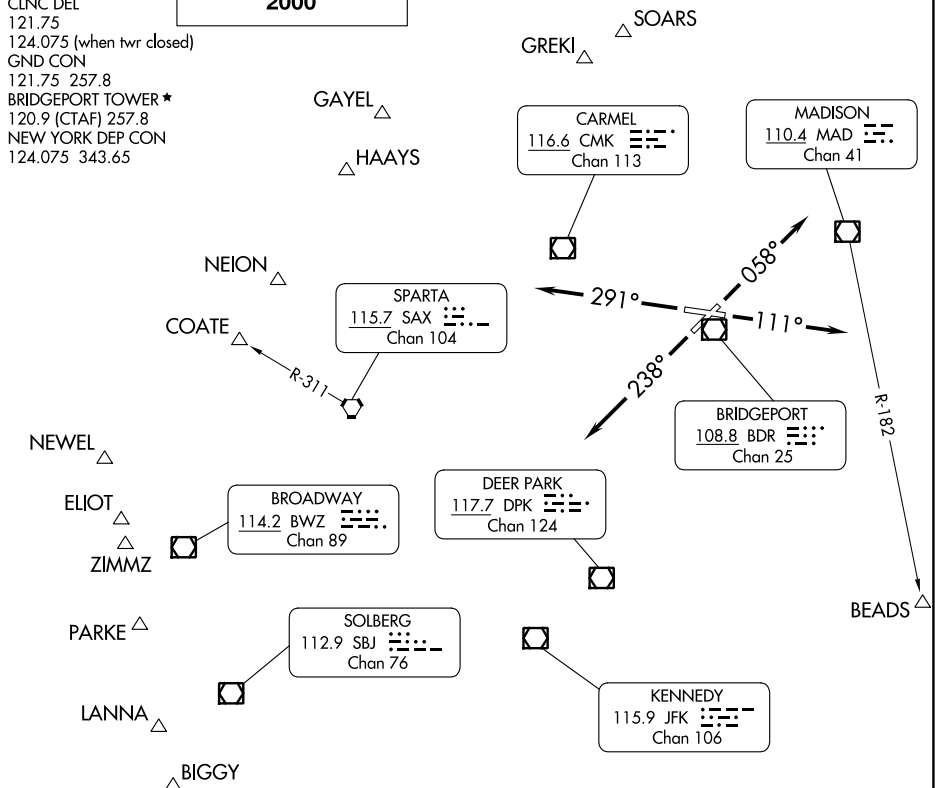 CLNC DEL
121.75
124.075 (when twr closed)
GND CON
121.75 257.8
BRIDGEPORT TOWER ★
120.9 (CTAF) 257.8
NEW YORK DEP CON
124.075 343.65
2000
SOARS
GREKI
GAYEL
HAAYS
CARMEL
116.6 CMK
Chan 113
MADISON
110.4 MAD
Chan 41
NEION
COATE
SPARTA
115.7 SAX
Chan 104
R-311
291°
058°
111°
238°
R-182
BRIDGEPORT
108.8 BDR
Chan 25
NEWEL
ELIOT
ZIMMZ
BROADWAY
114.2 BWZ
Chan 89
DEER PARK
117.7 DPK
Chan 124
BEADS
PARKE
SOLBERG
112.9 SBJ
Chan 76
LANNA
KENNEDY
115.9 JFK
Chan 106
BIGGY